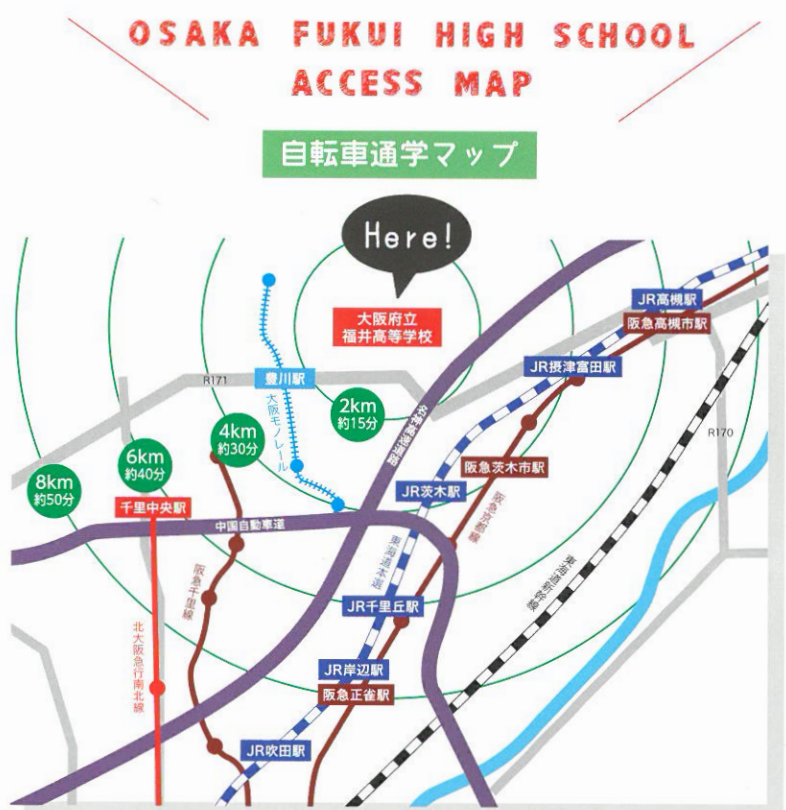 OSAKA FUKUI HIGH SCHOOL
ACCESS MAP
自転車通学マップ
Here!
大阪府立
福井高等学校
JR高槻駅
阪急高槻市駅
JR摂津富田駅
R171
豊川駅
大阪モノレール
2km
約15分
4km
約30分
6km
約40分
8km
約50分
名神高速道路
R170
阪急茨木市駅
JR茨木駅
阪急京都線
千里中央駅
中国自動車道
東海道本選
東海道新幹線
阪急千里線
JR千里丘駅
北大阪急行南北線
JR岸辺駅
阪急正雀駅
JR吹田駅